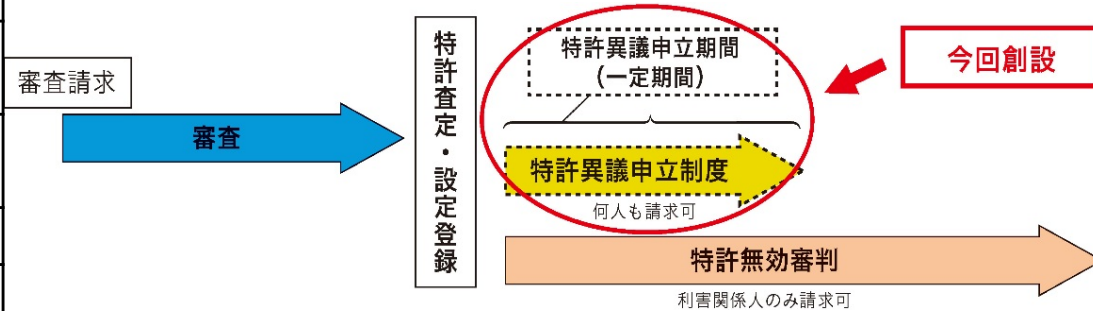 審査請求
審査
特許査定・設定登録
特許異議申立期間
（一定期間）
今回創設
特許異議申立制度
何人も請求可
特許無効審判
利害関係人のみ請求可